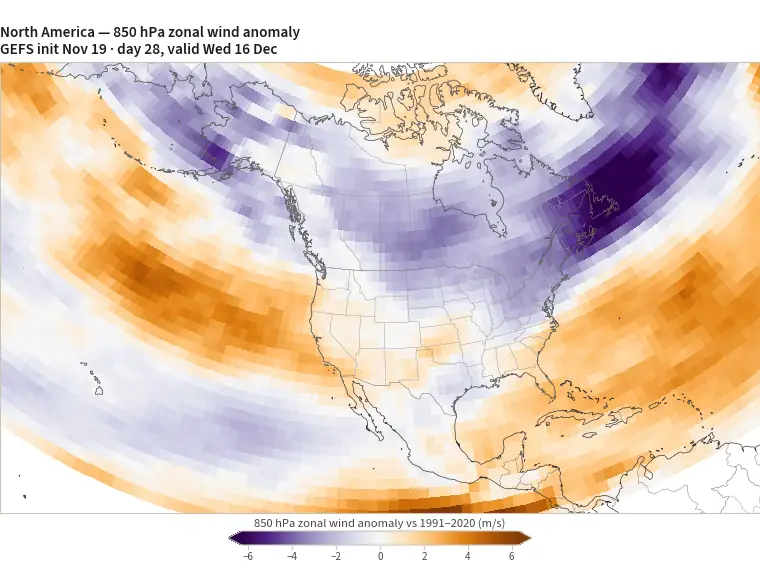 North America — 850 hPa zonal wind anomaly
GEFS init Nov 19 · day 28, valid Wed 16 Dec
850 hPa zonal wind anomaly vs 1991–2020 (m/s)
−6 −4 −2 0 2 4 6